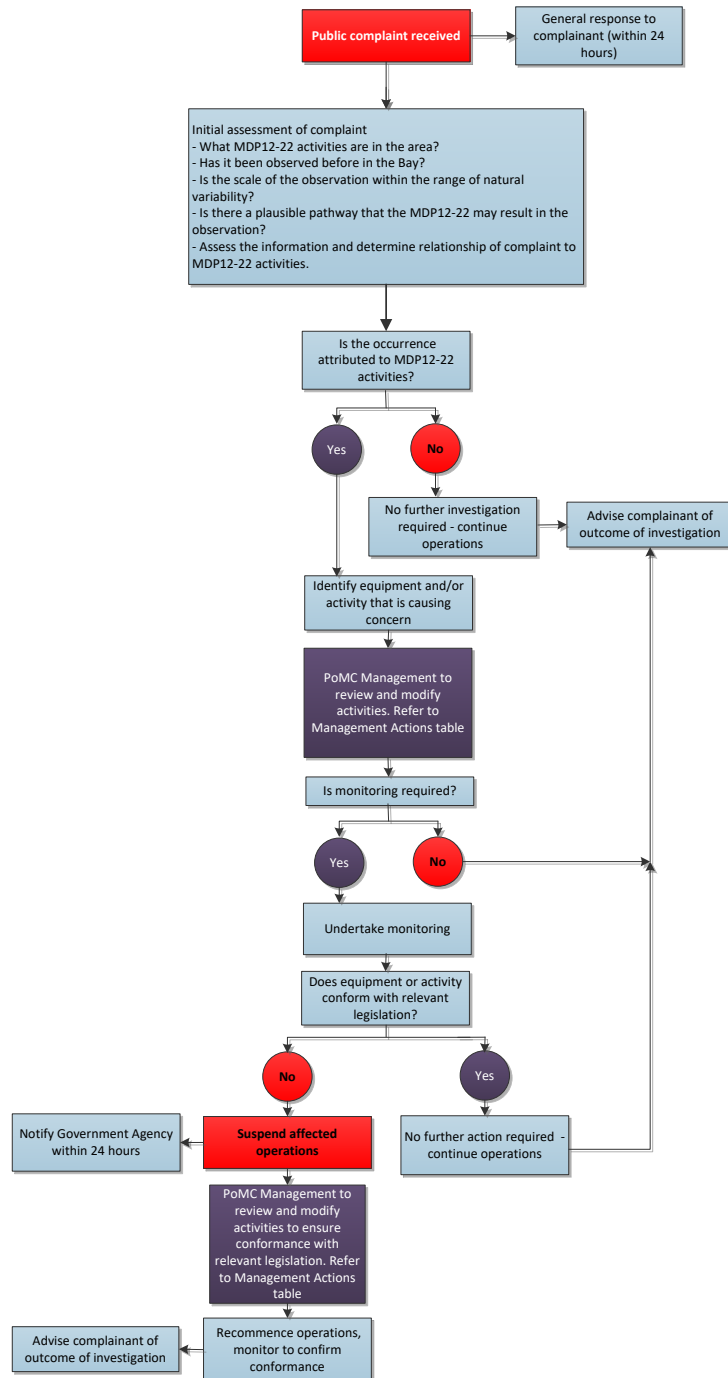 Public complaint received
General response to
complainant (within 24
hours)
Initial assessment of complaint
- What MDP12-22 activities are in the area?
- Has it been observed before in the Bay?
- Is the scale of the observation within the range of natural
variability?
- Is there a plausible pathway that the MDP12-22 may result in the
observation?
- Assess the information and determine relationship of complaint to
MDP12-22 activities.
Is the occurrence
attributed to MDP12-22
activities?
Yes
No
No further investigation
required - continue
operations
Advise complainant of
outcome of investigation
Identify equipment and/or
activity that is causing
concern
PoMC Management to
review and modify
activities. Refer to
Management Actions
table
Is monitoring required?
Yes
No
Undertake monitoring
Does equipment or activity
conform with relevant
legislation?
No
Yes
Notify Government Agency
within 24 hours
Suspend affected
operations
No further action required -
continue operations
PoMC Management to
review and modify
activities to ensure
conformance with
relevant legislation. Refer
to Management Actions
table
Advise complainant of
outcome of investigation
Recommence operations,
monitor to confirm
conformance